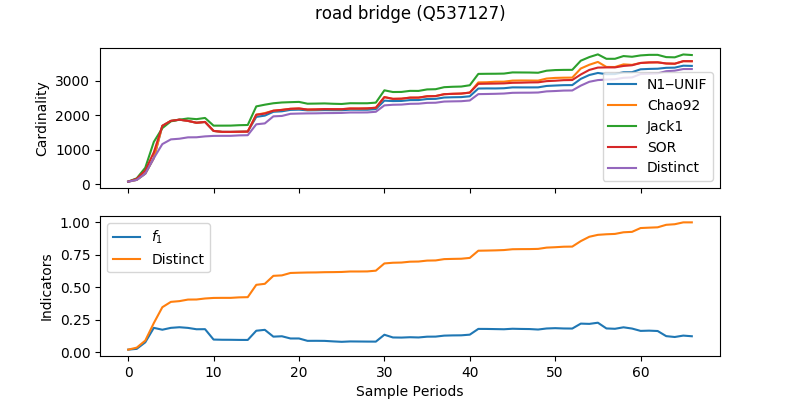 road bridge (Q537127)
Cardinality
3000
2000
1000
0
N1−UNIF
Chao92
Jack1
SOR
Distinct
Indicators
1.00
0.75
0.50
0.25
0.00
f1
Distinct
0 10 20 30 40 50 60
Sample Periods